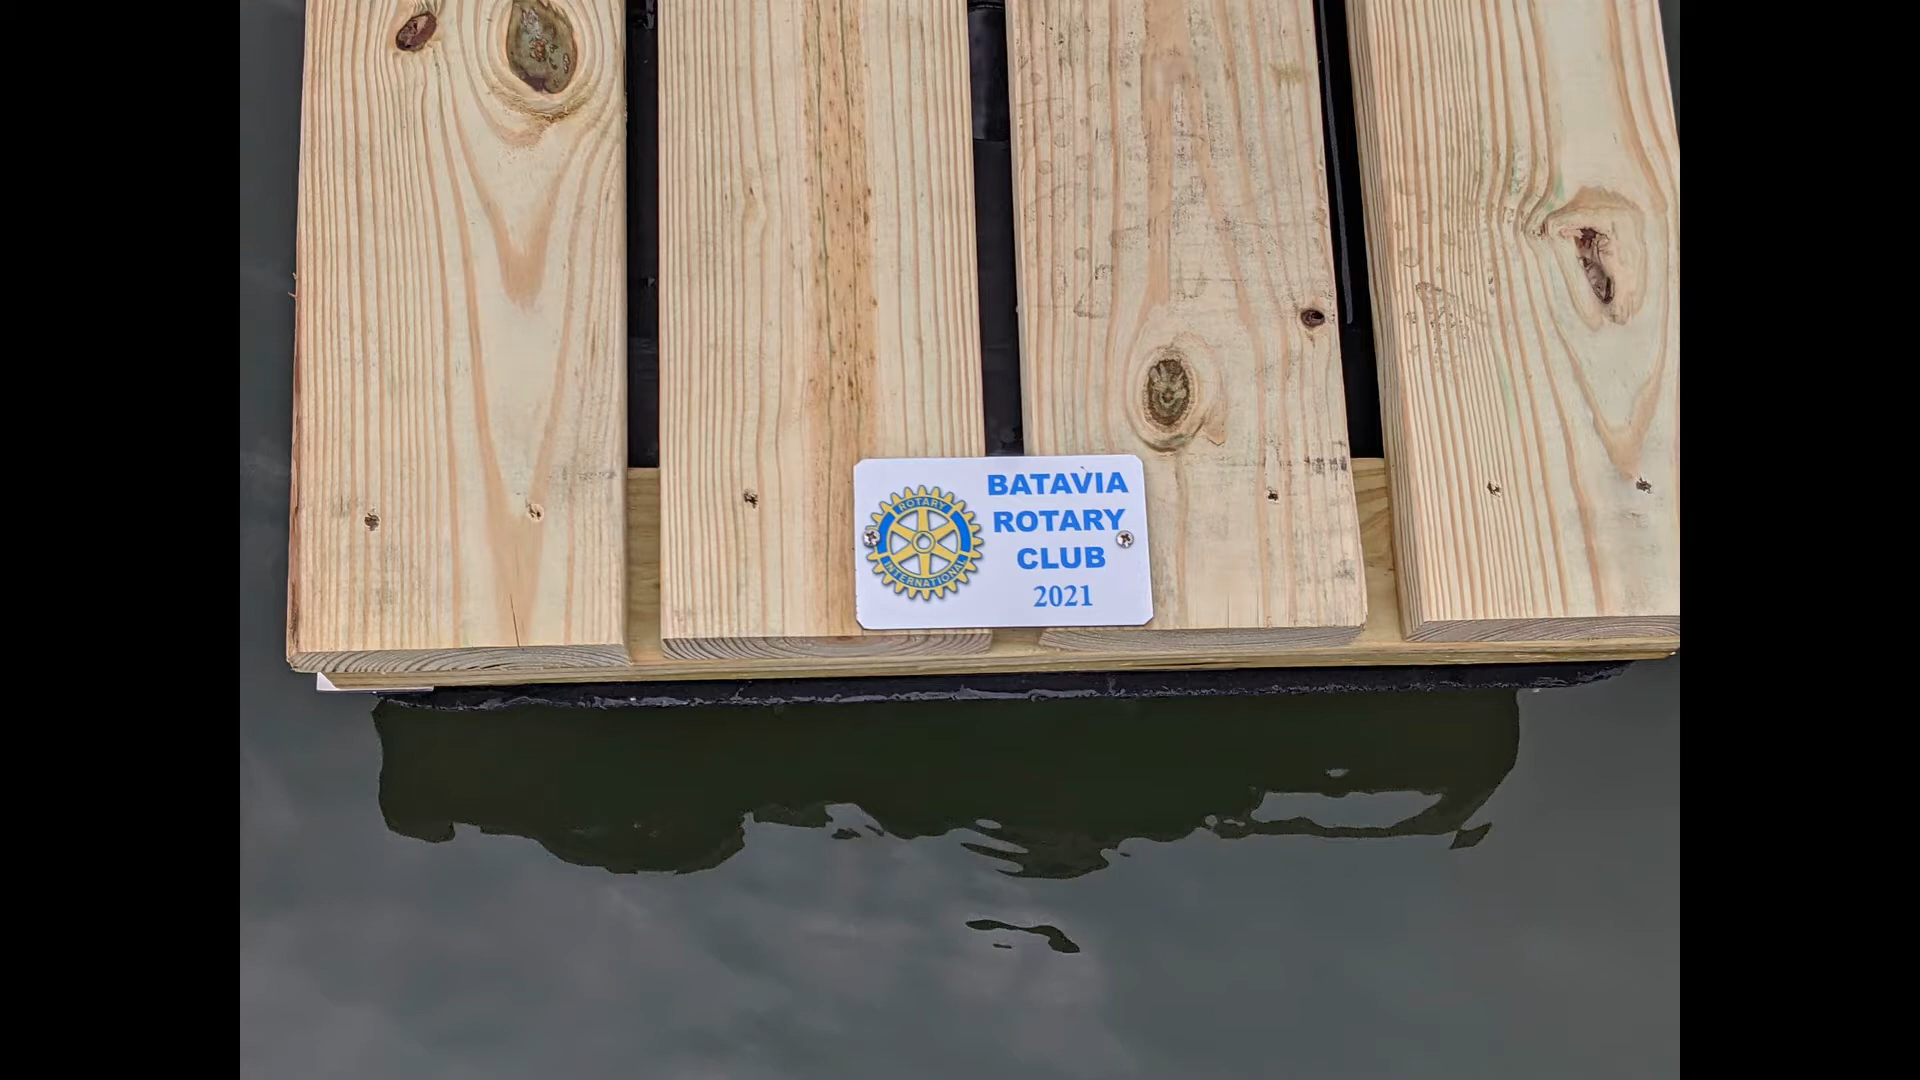 ROTARY
INTERNATIONAL
BATAVIA
ROTARY
CLUB
2021